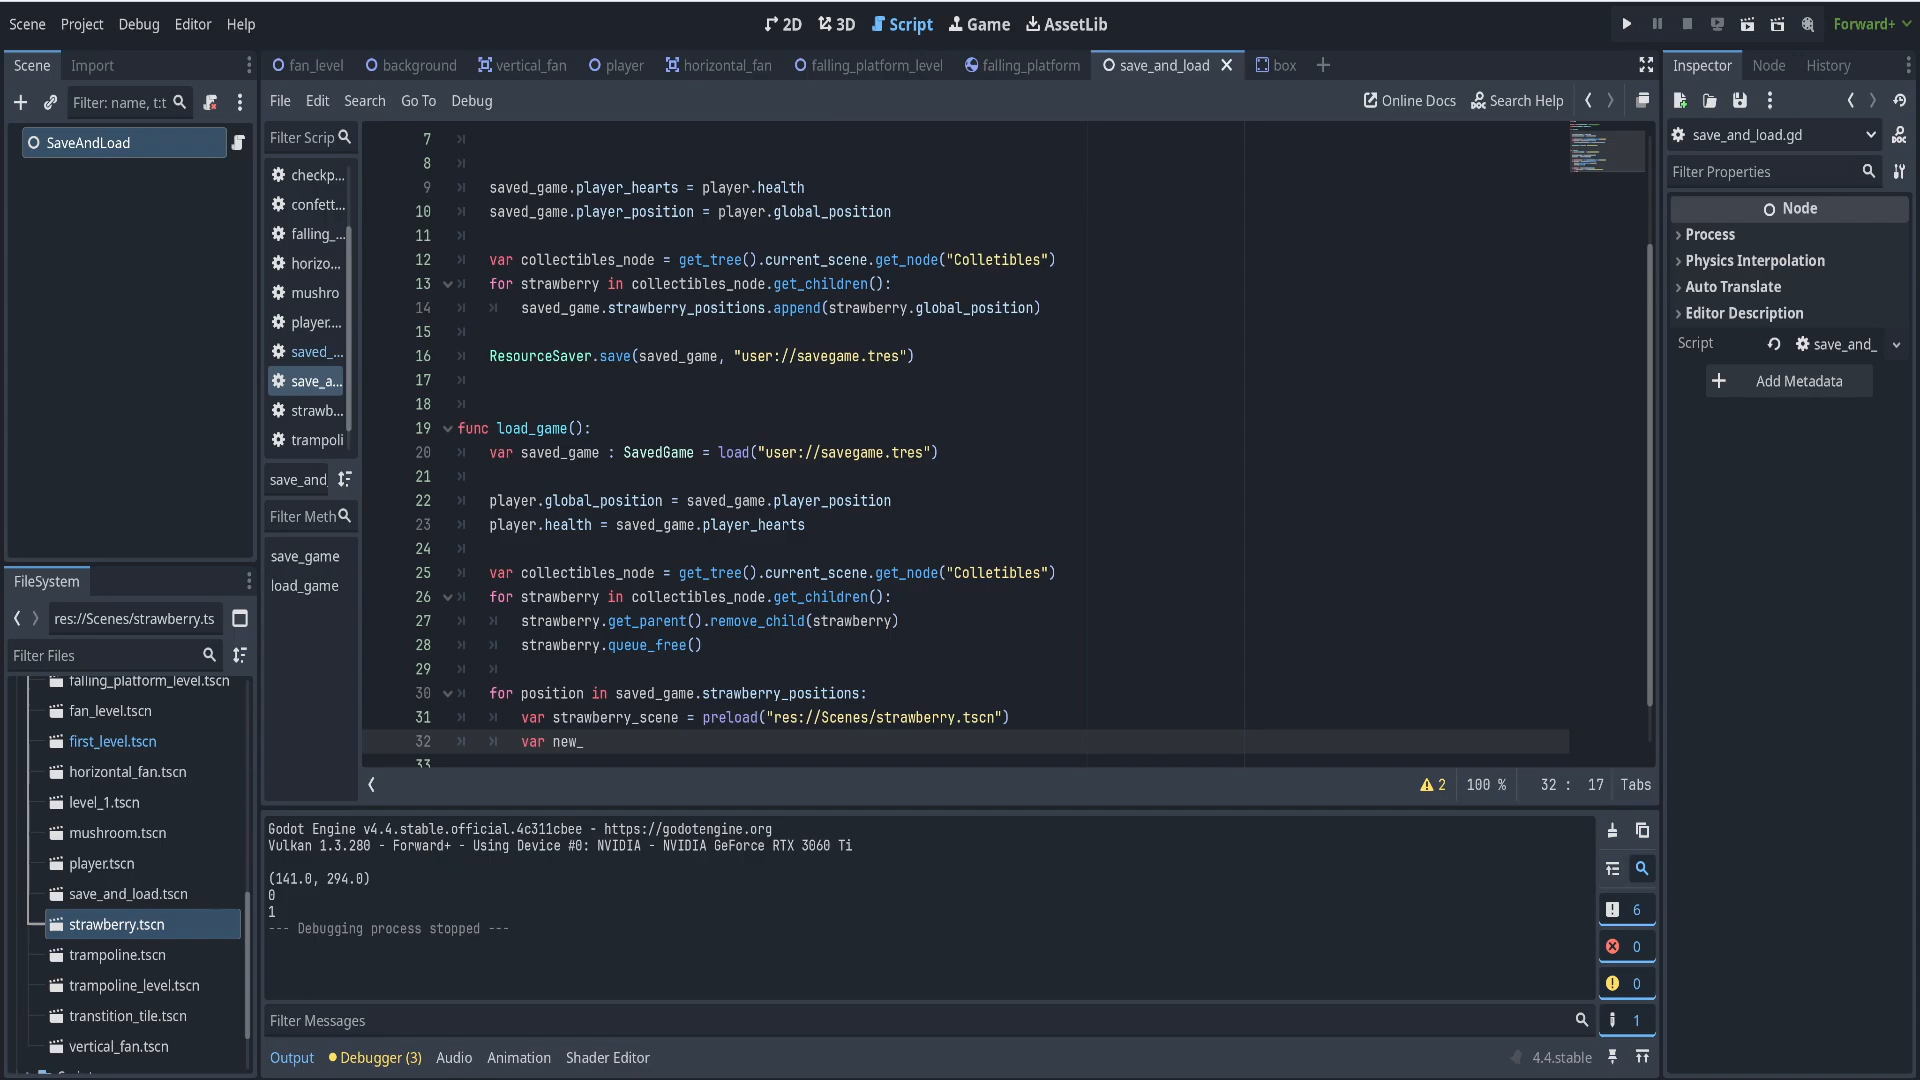 Scene Project Debug Editor Help
2D 3D Script Game AssetLib
Forward+
Scene Import
fan_level background vertical_fan player horizontal_fan falling_platform_level falling_platform save_and_load box
Inspector Node History
Filter: name, t:t
File Edit Search Go To Debug
Online Docs Search Help
SaveAndLoad
Filter Scrip
checkp...
confett...
falling_...
horizo...
mushro
player....
saved_...
save_a...
strawb...
trampoli
save_and_
Filter Meth
save_game
load_game
7
8
9 saved_game.player_hearts = player.health
10 saved_game.player_position = player.global_position
11
12 var collectibles_node = get_tree().current_scene.get_node("Colletibles")
13 for strawberry in collectibles_node.get_children():
14 saved_game.strawberry_positions.append(strawberry.global_position)
15
16 ResourceSaver.save(saved_game, "user://savegame.tres")
17
18
19 func load_game():
20 var saved_game : SavedGame = load("user://savegame.tres")
21
22 player.global_position = saved_game.player_position
23 player.health = saved_game.player_hearts
24
25 var collectibles_node = get_tree().current_scene.get_node("Colletibles")
26 for strawberry in collectibles_node.get_children():
27 strawberry.get_parent().remove_child(strawberry)
28 strawberry.queue_free()
29
30 for position in saved_game.strawberry_positions:
31 var strawberry_scene = preload("res://Scenes/strawberry.tscn")
32 var new_
33
2 100 % 32 : 17 Tabs
save_and_load.gd
Filter Properties
Node
Process
Physics Interpolation
Auto Translate
Editor Description
Script save_and_
Add Metadata
FileSystem
res://Scenes/strawberry.ts
Filter Files
falling_platform_level.tscn
fan_level.tscn
first_level.tscn
horizontal_fan.tscn
level_1.tscn
mushroom.tscn
player.tscn
save_and_load.tscn
strawberry.tscn
trampoline.tscn
trampoline_level.tscn
transtition_tile.tscn
vertical_fan.tscn
Godot Engine v4.4.stable.official.4c311cbee - https://godotengine.org
Vulkan 1.3.280 - Forward+ - Using Device #0: NVIDIA - NVIDIA GeForce RTX 3060 Ti
(141.0, 294.0)
0
1
--- Debugging process stopped ---
6
0
0
1
Filter Messages
Output Debugger (3) Audio Animation Shader Editor
4.4.stable